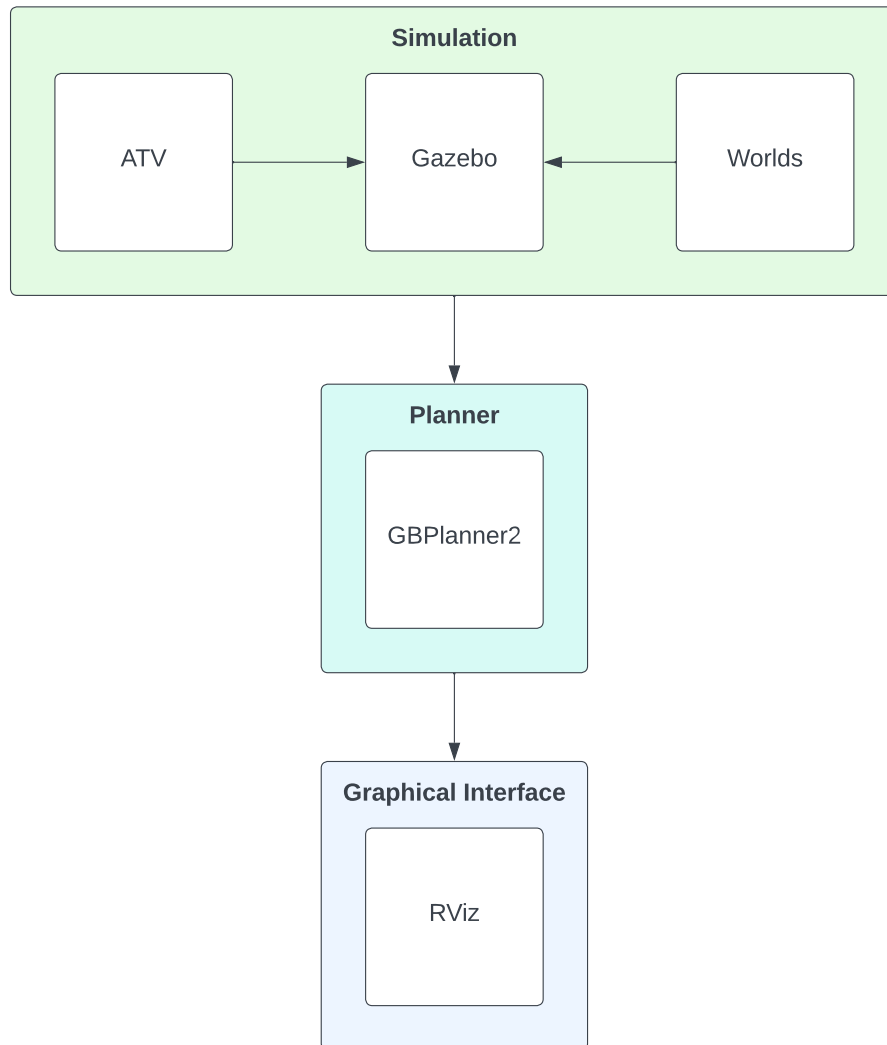 Simulation
ATV
Gazebo
Worlds
Planner
GBPlanner2
Graphical Interface
RViz